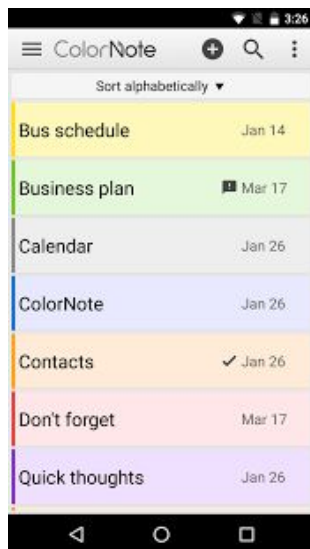 3:26
ColorNote
Sort alphabetically
Bus schedule Jan 14
Business plan Mar 17
Calendar Jan 26
ColorNote Jan 26
Contacts Jan 26
Don't forget Mar 17
Quick thoughts Jan 26